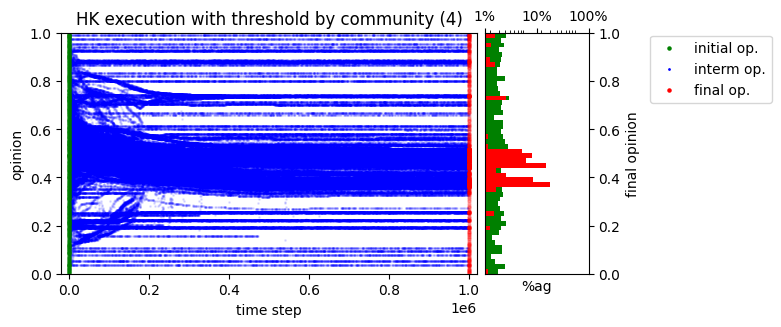 HK execution with threshold by community (4)
1% 10% 100%
1.0 1.0
0.8 0.8
0.6 0.6
0.4 0.4
0.2 0.2
0.0 0.0
opinion
final opinion
0.0 0.2 0.4 0.6 0.8 1.0
1e6
time step
%ag
initial op.
interm op.
final op.